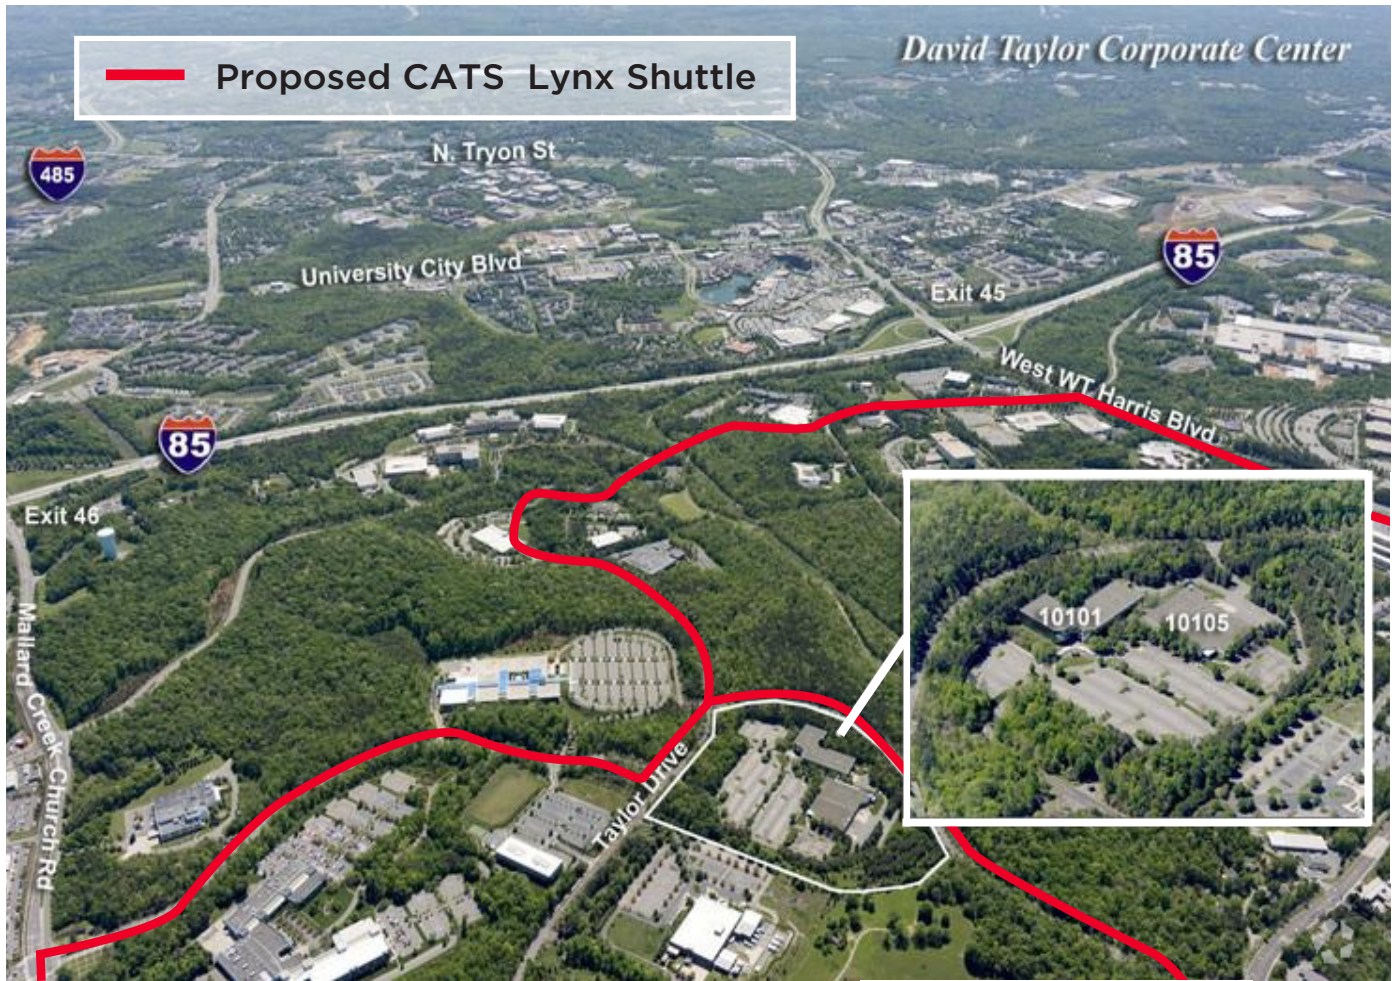 Proposed CATS Lynx Shuttle
David Taylor Corporate Center
485
N. Tryon St
University City Blvd
85
Exit 45
West WT Harris Blvd
85
Exit 46
10101
10105
Mallard Creek Church Rd
Taylor Drive